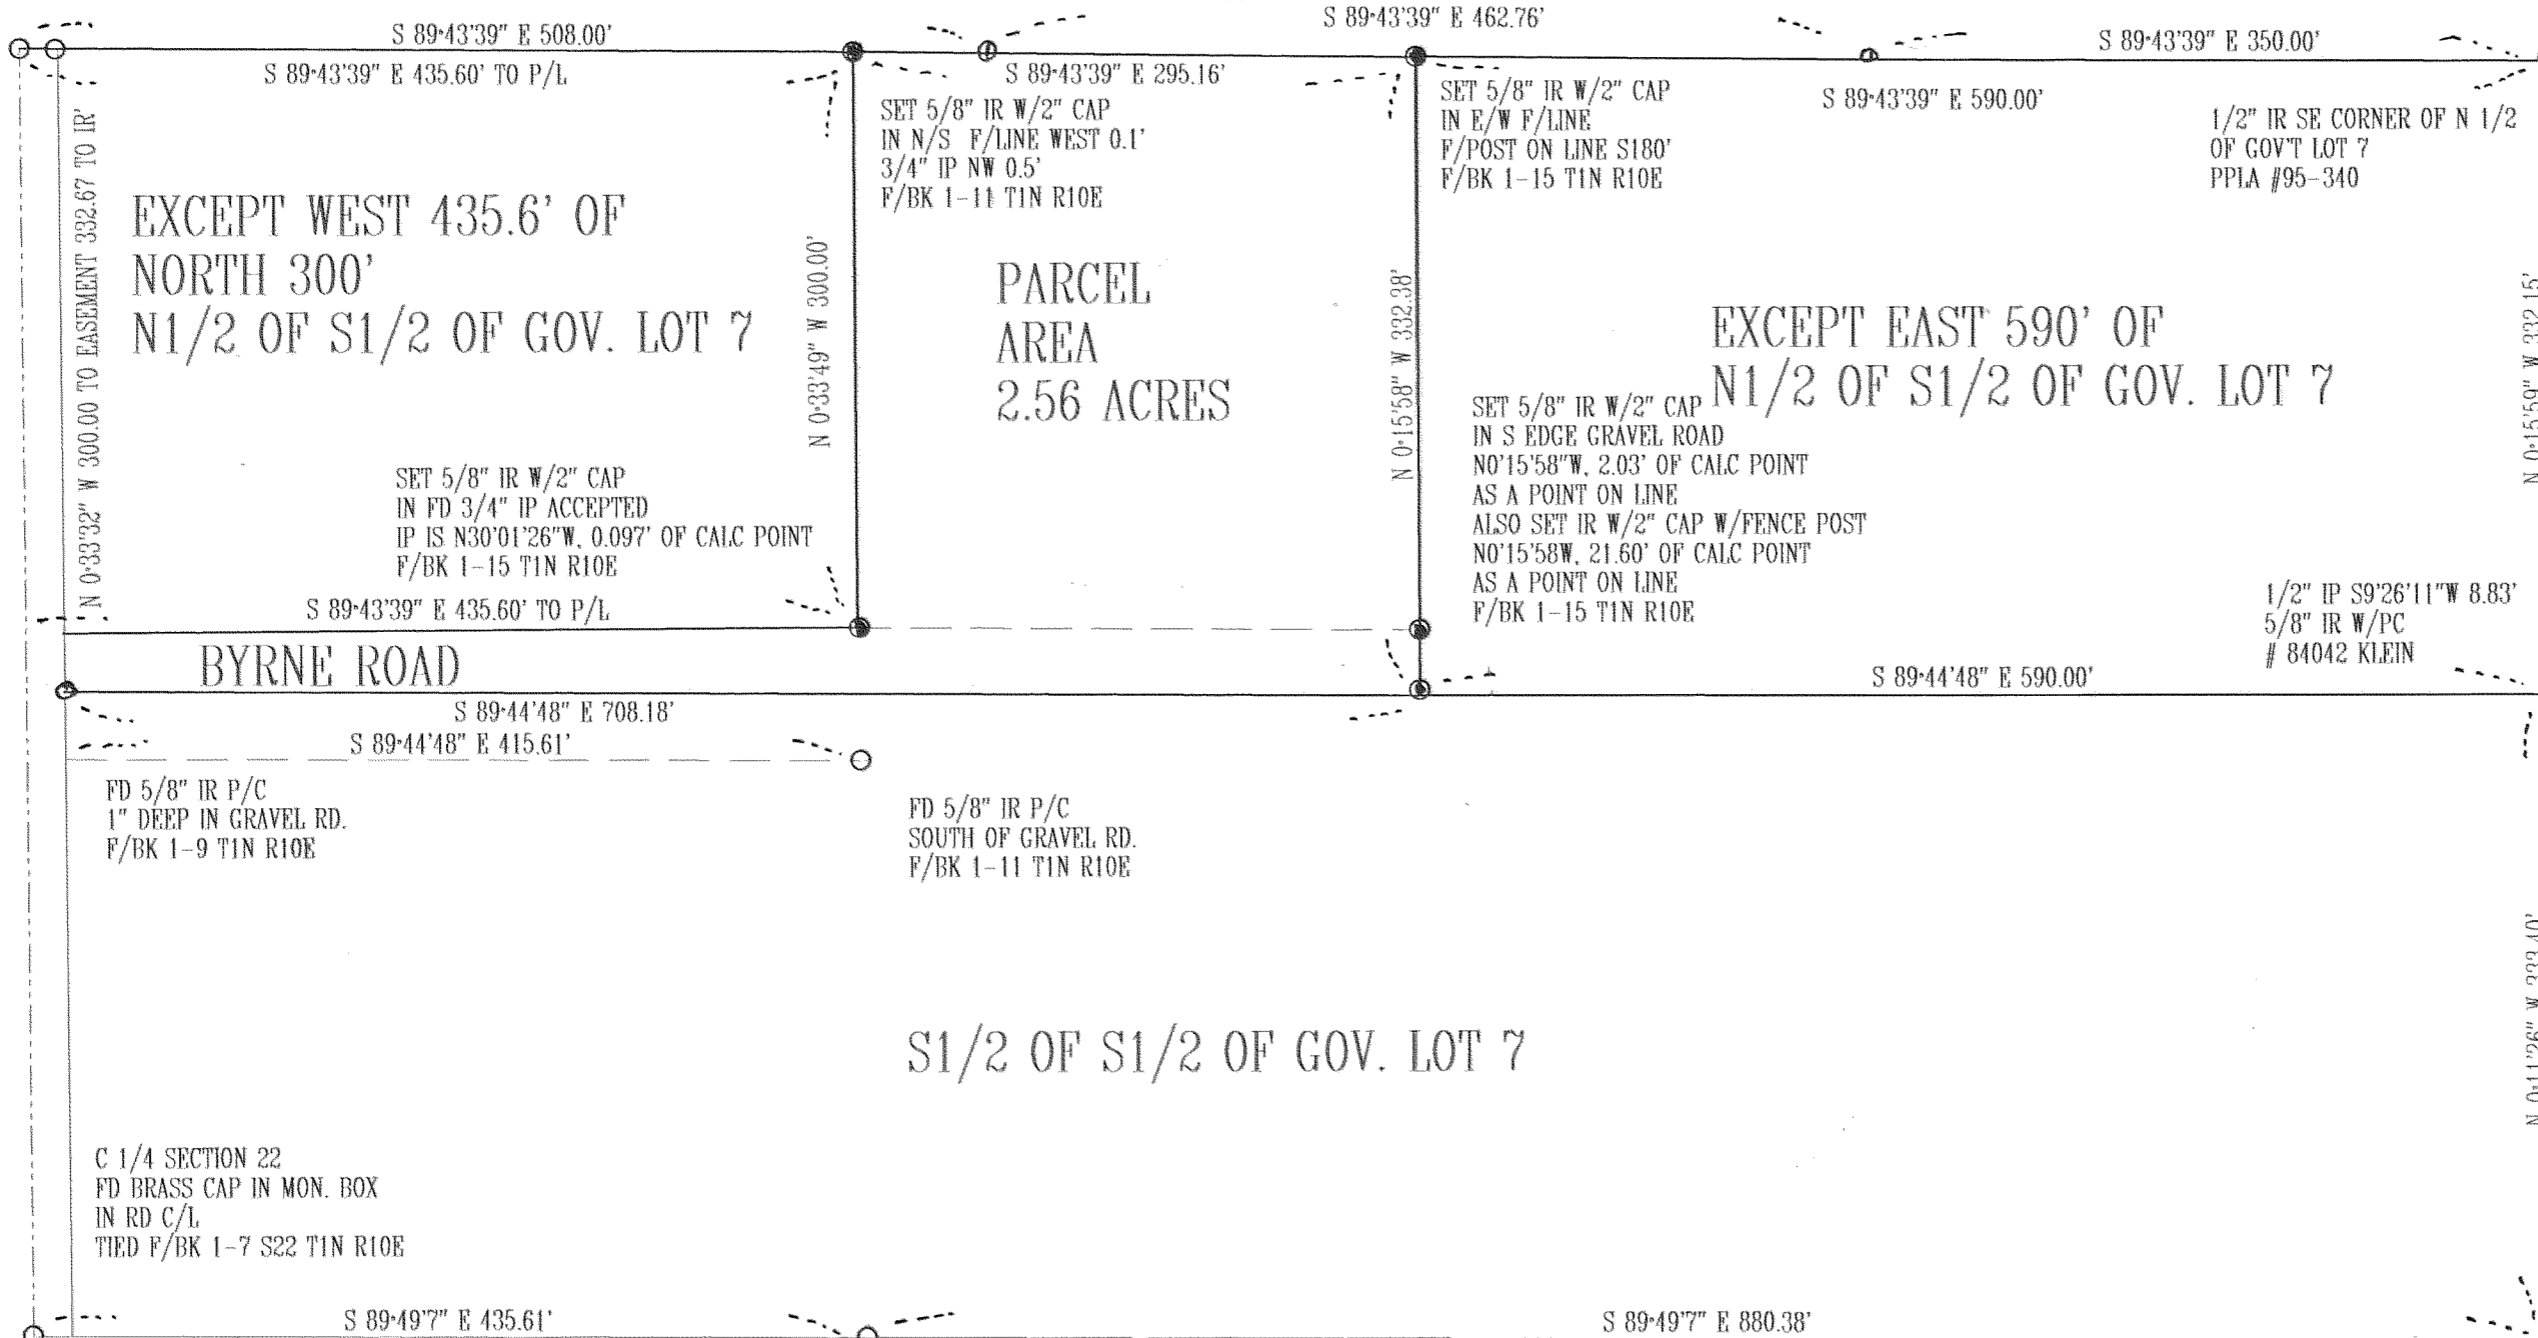 S 89•43'39" E 508.00'
S 89•43'39" E 462.76'
S 89•43'39" E 350.00'
S 89•43'39" E 435.60' TO P/L
S 89•43'39" E 295.16'
S 89•43'39" E 590.00'
SET 5/8" IR W/2" CAP
IN N/S F/LINE WEST 0.1'
3/4" IP NW 0.5'
F/BK 1-11 T1N R10E
SET 5/8" IR W/2" CAP
IN E/W F/LINE
F/POST ON LINE S180'
F/BK 1-15 T1N R10E
1/2" IR SE CORNER OF N 1/2
OF GOV'T LOT 7
PPLA #95-340
N 0•33'32" W 300.00 TO EASEMENT 332.67 TO IR'
EXCEPT WEST 435.6' OF
NORTH 300'
N1/2 OF S1/2 OF GOV. LOT 7
N 0•33'49" W 300.00'
PARCEL
AREA
2.56 ACRES
N 0•15'58" W 332.38'
EXCEPT EAST 590' OF
N1/2 OF S1/2 OF GOV. LOT 7
N 0•15'59" W 332.15'
SET 5/8" IR W/2" CAP
IN FD 3/4" IP ACCEPTED
IP IS N30'01'26"W, 0.097' OF CALC POINT
F/BK 1-15 T1N R10E
SET 5/8" IR W/2" CAP
IN S EDGE GRAVEL ROAD
N0'15'58"W, 2.03' OF CALC POINT
AS A POINT ON LINE
ALSO SET IR W/2" CAP W/FENCE POST
N0'15'58W, 21.60' OF CALC POINT
AS A POINT ON LINE
F/BK 1-15 T1N R10E
1/2" IP S9'26'11"W 8.83'
5/8" IR W/PC
# 84042 KLEIN
S 89•43'39" E 435.60' TO P/L
BYRNE ROAD
S 89•44'48" E 590.00'
S 89•44'48" E 708.18'
S 89•44'48" E 415.61'
FD 5/8" IR P/C
1" DEEP IN GRAVEL RD.
F/BK 1-9 T1N R10E
FD 5/8" IR P/C
SOUTH OF GRAVEL RD.
F/BK 1-11 T1N R10E
N 0•11'26" W 333.40'
S1/2 OF S1/2 OF GOV. LOT 7
C 1/4 SECTION 22
FD BRASS CAP IN MON. BOX
IN RD C/L
TIED F/BK 1-7 S22 T1N R10E
S 89•49'7" E 435.61'
S 89•49'7" E 880.38'